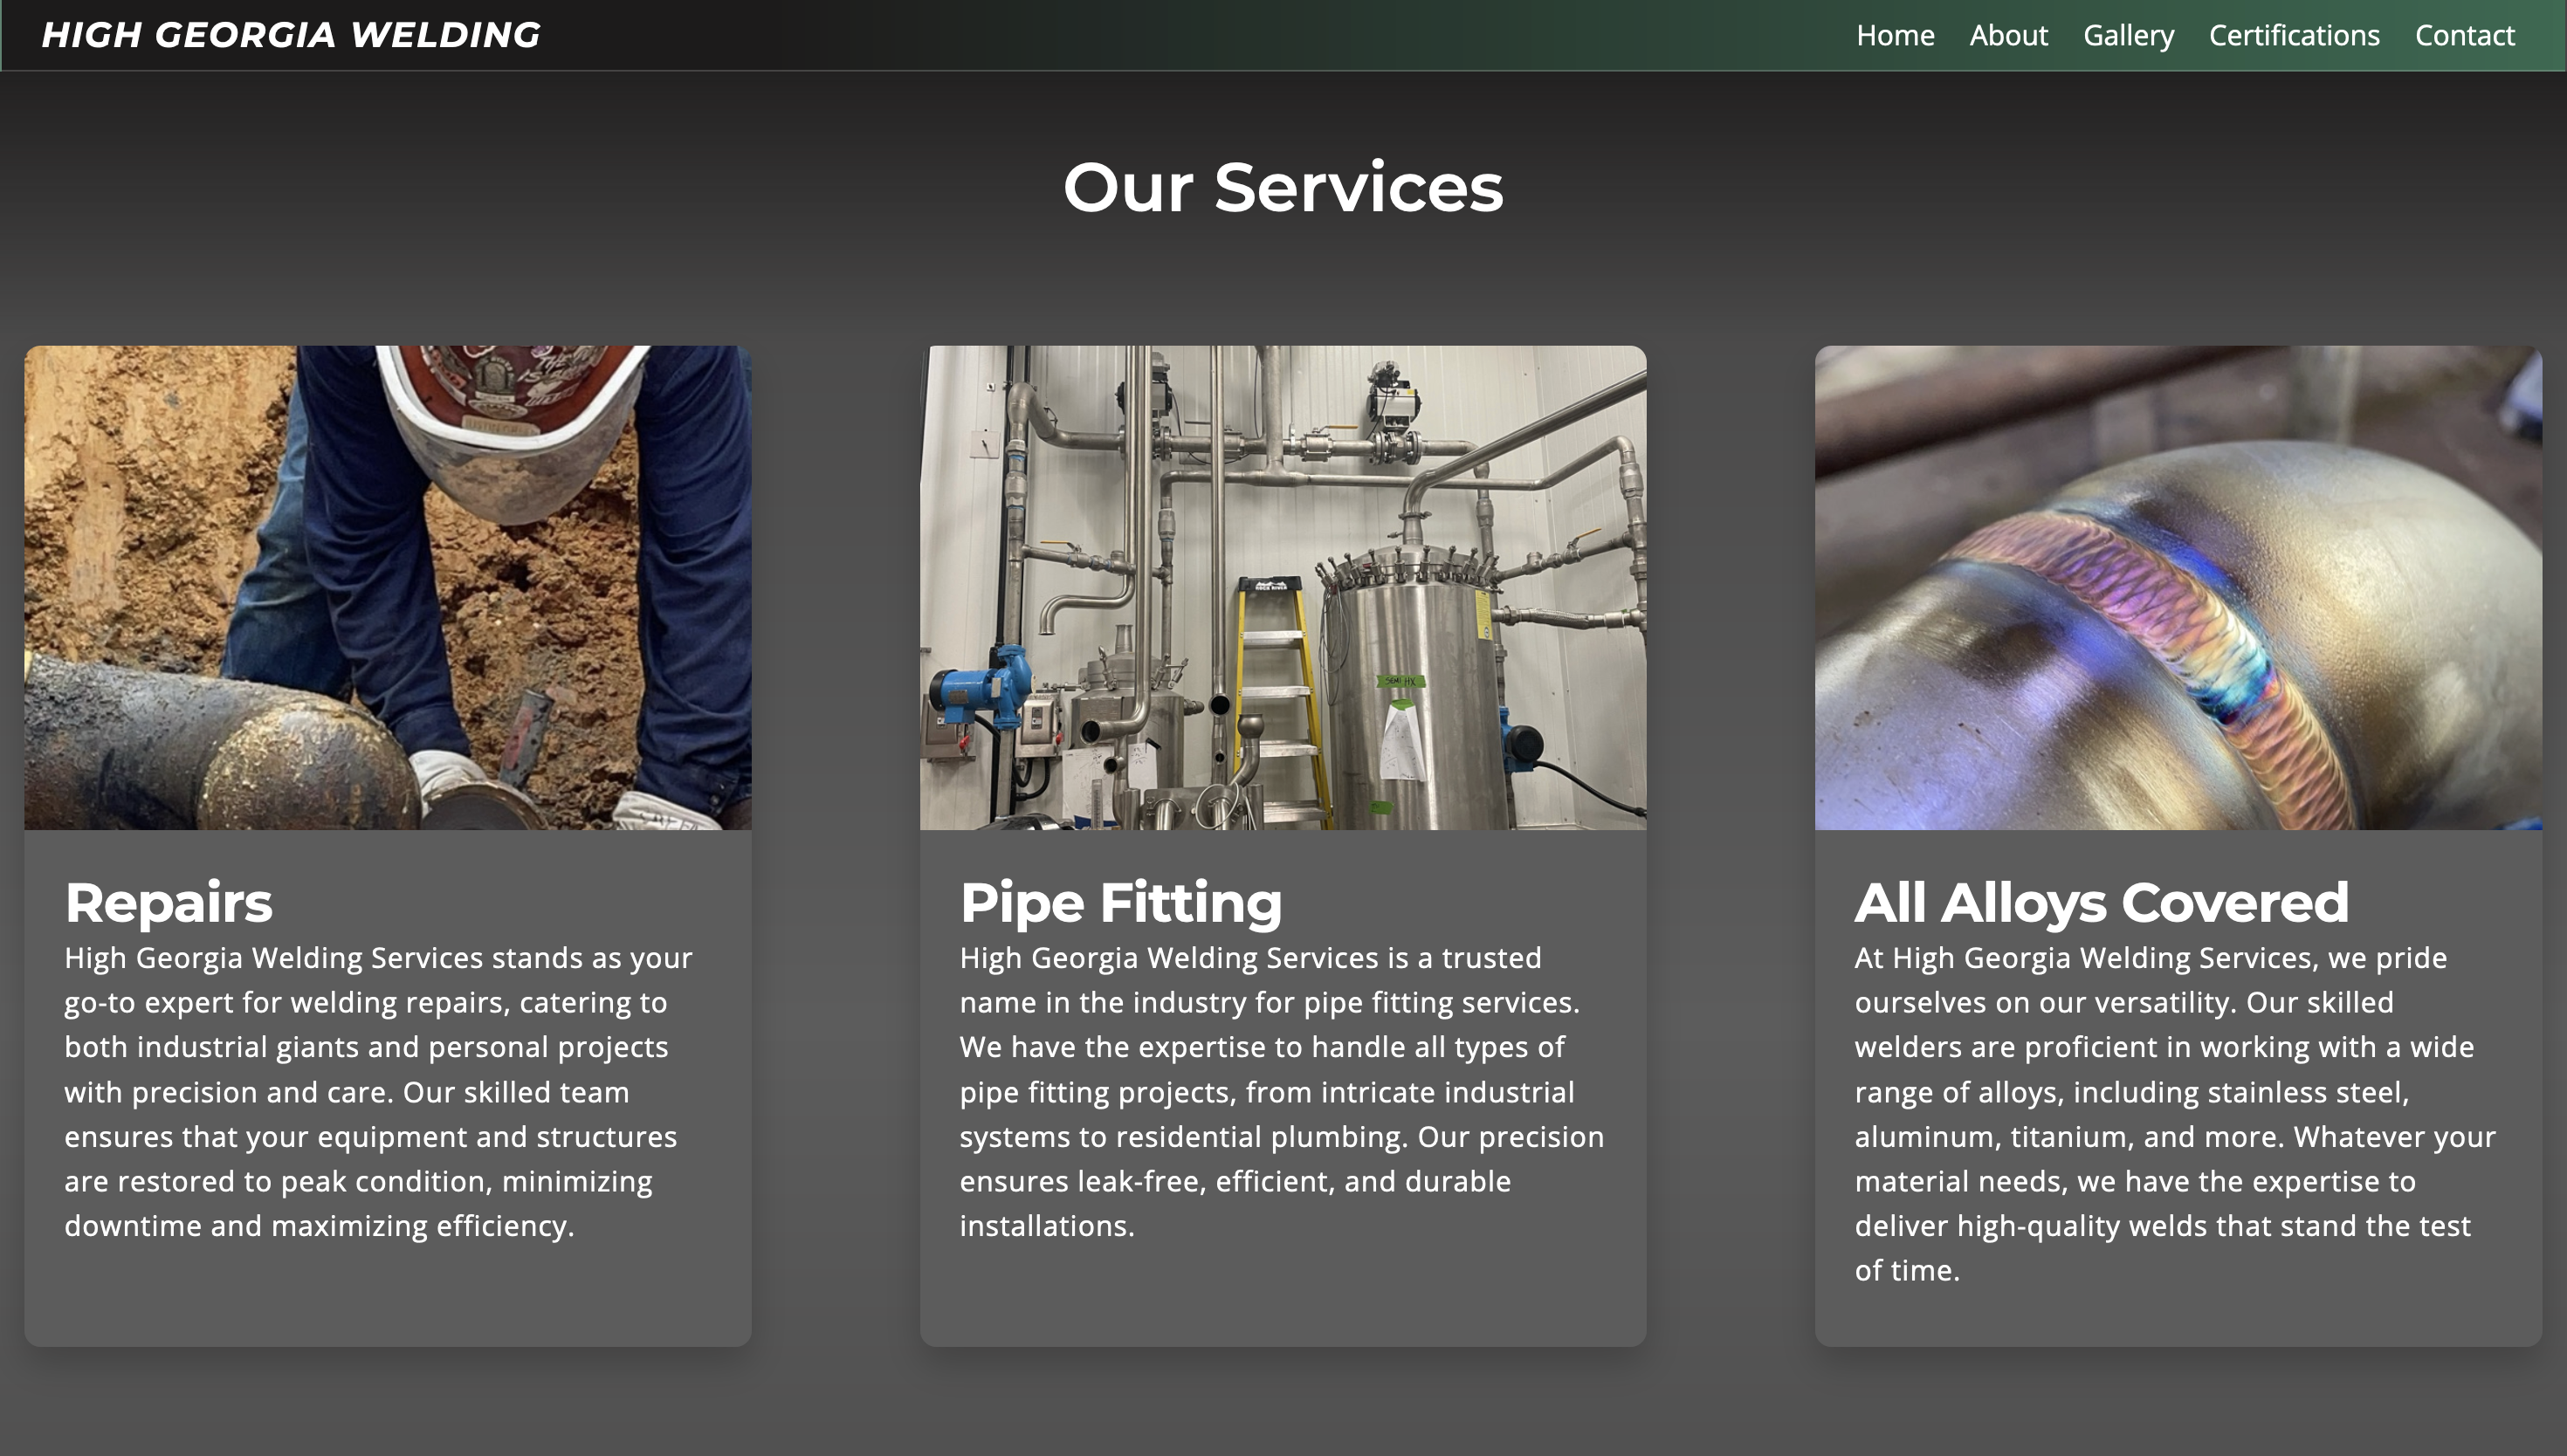 HIGH GEORGIA WELDING
Home About Gallery Certifications Contact
Our Services
SEMI HX
Repairs
High Georgia Welding Services stands as your
go-to expert for welding repairs, catering to
both industrial giants and personal projects
with precision and care. Our skilled team
ensures that your equipment and structures
are restored to peak condition, minimizing
downtime and maximizing efficiency.
Pipe Fitting
High Georgia Welding Services is a trusted
name in the industry for pipe fitting services.
We have the expertise to handle all types of
pipe fitting projects, from intricate industrial
systems to residential plumbing. Our precision
ensures leak-free, efficient, and durable
installations.
All Alloys Covered
At High Georgia Welding Services, we pride
ourselves on our versatility. Our skilled
welders are proficient in working with a wide
range of alloys, including stainless steel,
aluminum, titanium, and more. Whatever your
material needs, we have the expertise to
deliver high-quality welds that stand the test
of time.